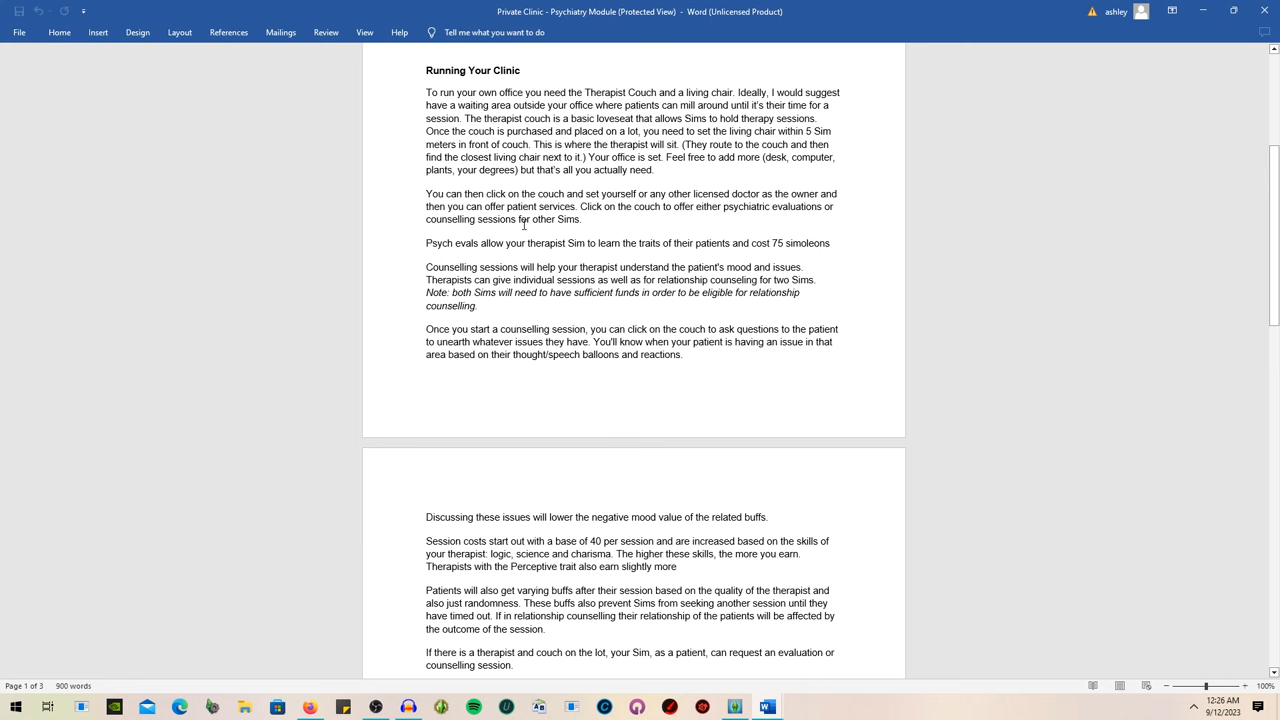 Private Clinic - Psychiatry Module (Protected View) - Word (Unlicensed Product)
ashley
File Home Insert Design Layout References Mailings Review View Help Tell me what you want to do
Running Your Clinic
To run your own office you need the Therapist Couch and a living chair. Ideally, I would suggest
have a waiting area outside your office where patients can mill around until it's their time for a
session. The therapist couch is a basic loveseat that allows Sims to hold therapy sessions.
Once the couch is purchased and placed on a lot, you need to set the living chair within 5 Sim
meters in front of couch. This is where the therapist will sit. (They route to the couch and then
find the closest living chair next to it.) Your office is set. Feel free to add more (desk, computer,
plants, your degrees) but that's all you actually need.
You can then click on the couch and set yourself or any other licensed doctor as the owner and
then you can offer patient services. Click on the couch to offer either psychiatric evaluations or
counselling sessions for other Sims.
Psych evals allow your therapist Sim to learn the traits of their patients and cost 75 simoleons
Counselling sessions will help your therapist understand the patient's mood and issues.
Therapists can give individual sessions as well as for relationship counseling for two Sims.
Note: both Sims will need to have sufficient funds in order to be eligible for relationship
counselling.
Once you start a counselling session, you can click on the couch to ask questions to the patient
to unearth whatever issues they have. You'll know when your patient is having an issue in that
area based on their thought/speech balloons and reactions.
Discussing these issues will lower the negative mood value of the related buffs.
Session costs start out with a base of 40 per session and are increased based on the skills of
your therapist: logic, science and charisma. The higher these skills, the more you earn.
Therapists with the Perceptive trait also earn slightly more
Patients will also get varying buffs after their session based on the quality of the therapist and
also just randomness. These buffs also prevent Sims from seeking another session until they
have timed out. If in relationship counselling their relationship of the patients will be affected by
the outcome of the session.
If there is a therapist and couch on the lot, your Sim, as a patient, can request an evaluation or
counselling session.
Page 1 of 3 900 words
100%
12:26 AM
9/12/2023